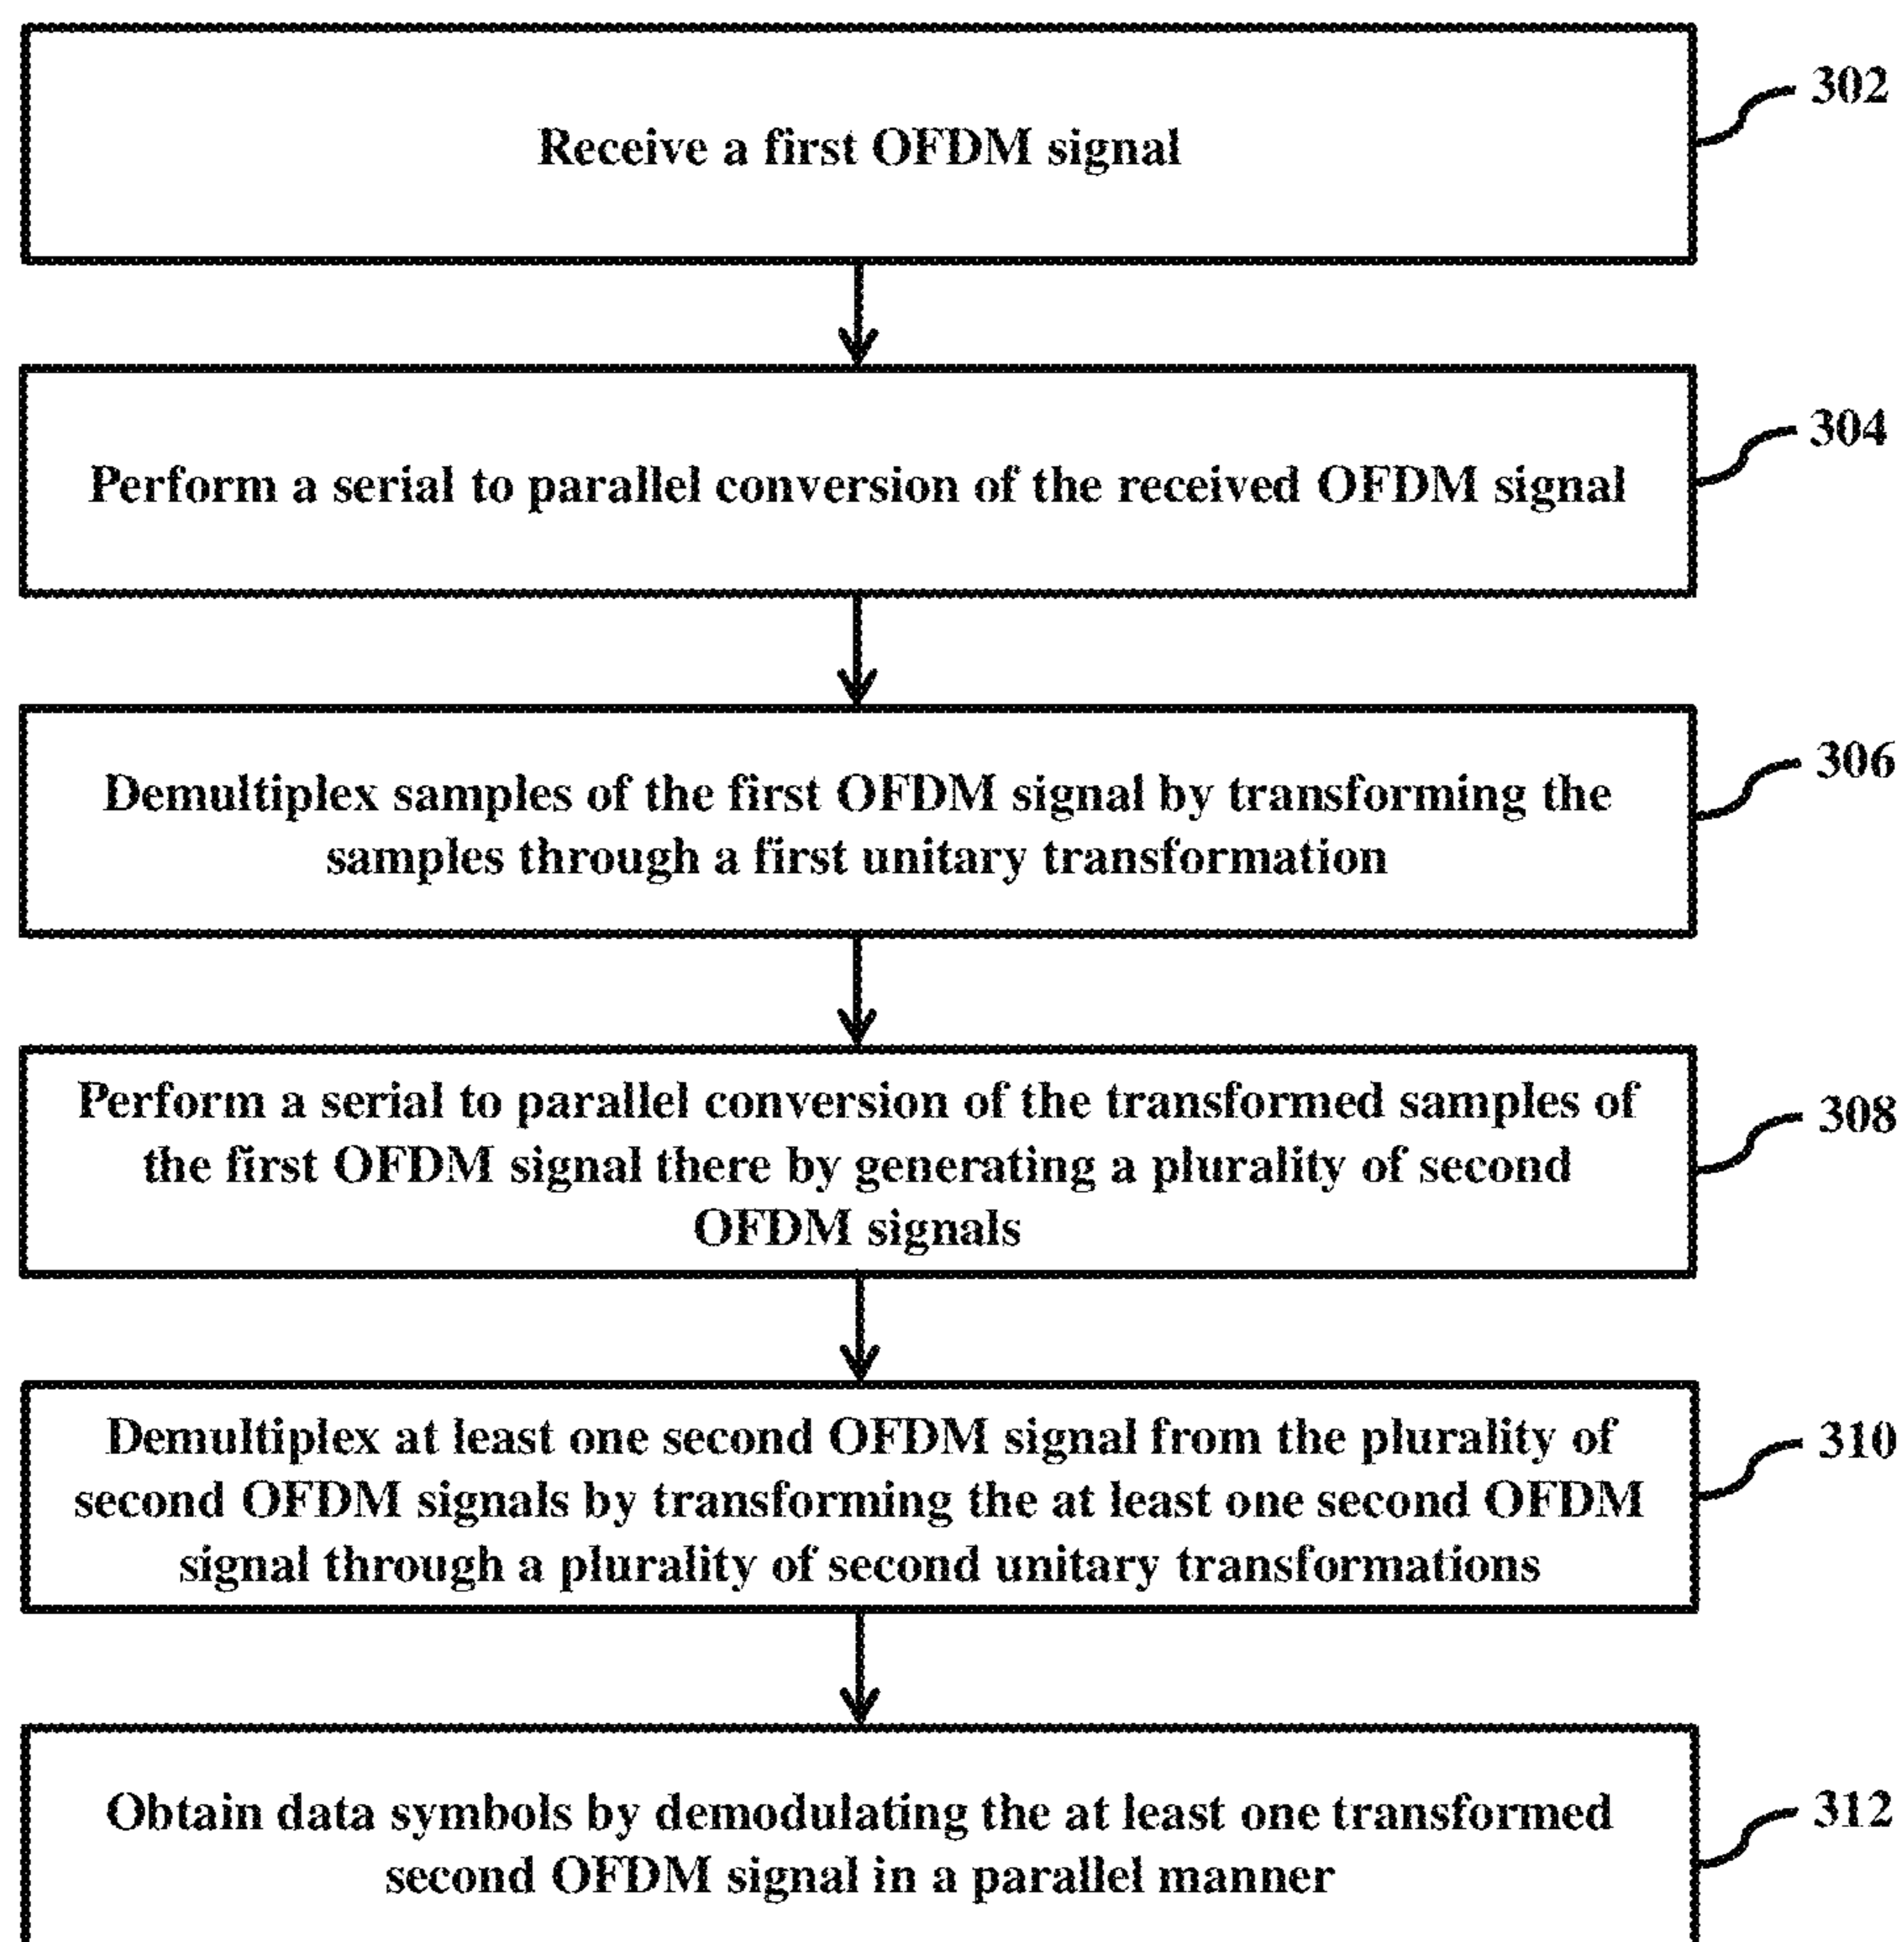 Receive a first OFDM signal
302
Perform a serial to parallel conversion of the received OFDM signal
304
Demultiplex samples of the first OFDM signal by transforming the
samples through a first unitary transformation
306
Perform a serial to parallel conversion of the transformed samples of
the first OFDM signal there by generating a plurality of second
OFDM signals
308
Demultiplex at least one second OFDM signal from the plurality of
second OFDM signals by transforming the at least one second OFDM
signal through a plurality of second unitary transformations
310
Obtain data symbols by demodulating the at least one transformed
second OFDM signal in a parallel manner
312